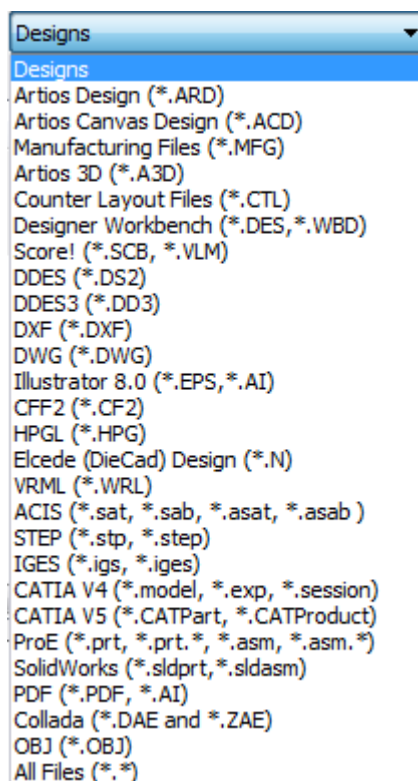 Designs
Designs
Artios Design (*.ARD)
Artios Canvas Design (*.ACD)
Manufacturing Files (*.MFG)
Artios 3D (*.A3D)
Counter Layout Files (*.CTL)
Designer Workbench (*.DES,*.WBD)
Score! (*.SCB, *.VLM)
DDES (*.DS2)
DDES3 (*.DD3)
DXF (*.DXF)
DWG (*.DWG)
Illustrator 8.0 (*.EPS,*.AI)
CFF2 (*.CF2)
HPGL (*.HPG)
Elcede (DieCad) Design (*.N)
VRML (*.WRL)
ACIS (*.sat, *.sab, *.asat, *.asab )
STEP (*.stp, *.step)
IGES (*.igs, *.iges)
CATIA V4 (*.model, *.exp, *.session)
CATIA V5 (*.CATPart, *.CATProduct)
ProE (*.prt, *.prt.*, *.asm, *.asm.*)
SolidWorks (*.sldprt,*.sldasm)
PDF (*.PDF, *.AI)
Collada (*.DAE and *.ZAE)
OBJ (*.OBJ)
All Files (*.*)